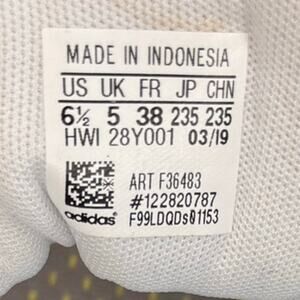 MADE IN INDONESIA
US UK FR JP CHN
6½ 5 38 235 235
HWI 28Y001 03/19
ART F36483
#122820787
adidas F99LDQDs01153